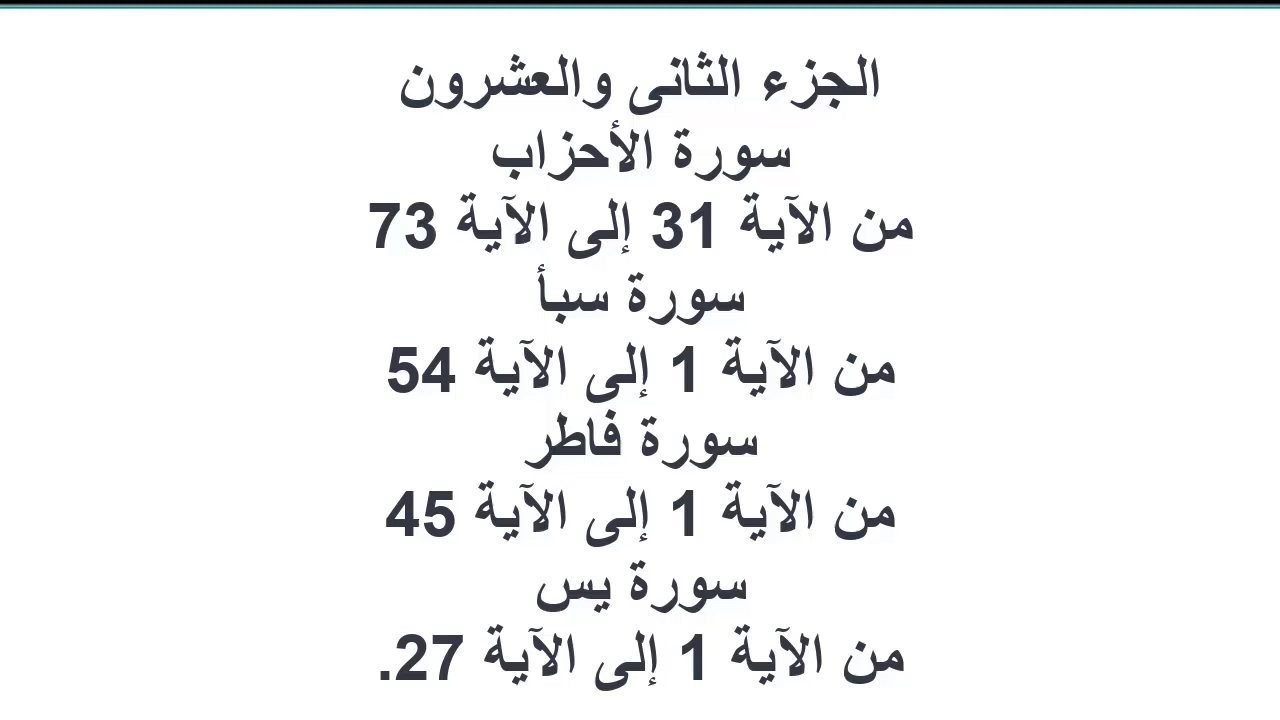 الجزء الثانى والعشرون
سورة الأحزاب
من الآية 31 إلى الآية 73
سورة سبأ
من الآية 1 إلى الآية 54
سورة فاطر
من الآية 1 إلى الآية 45
سورة يس
من الآية 1 إلى الآية 27.